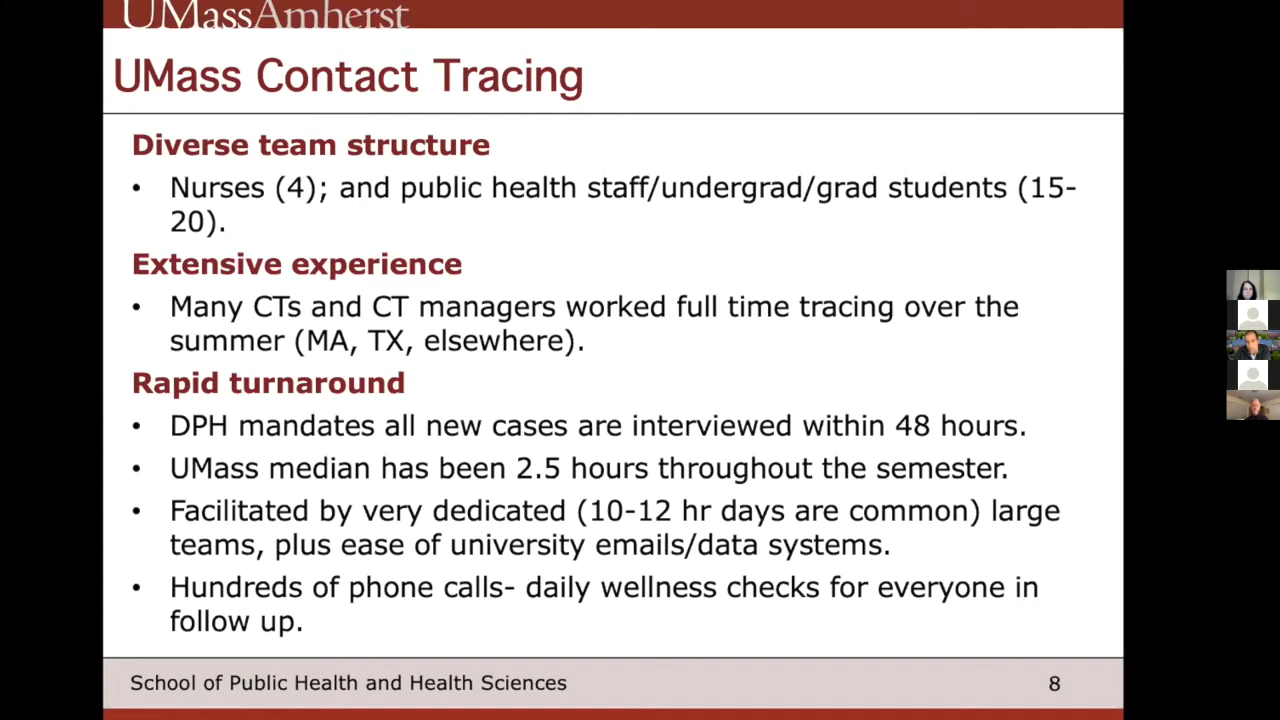 UMassAmherst
UMass Contact Tracing
Diverse team structure
• Nurses (4); and public health staff/undergrad/grad students (15-
20).
Extensive experience
• Many CTs and CT managers worked full time tracing over the
summer (MA, TX, elsewhere).
Rapid turnaround
• DPH mandates all new cases are interviewed within 48 hours.
• UMass median has been 2.5 hours throughout the semester.
• Facilitated by very dedicated (10-12 hr days are common) large
teams, plus ease of university emails/data systems.
• Hundreds of phone calls- daily wellness checks for everyone in
follow up.
School of Public Health and Health Sciences
8